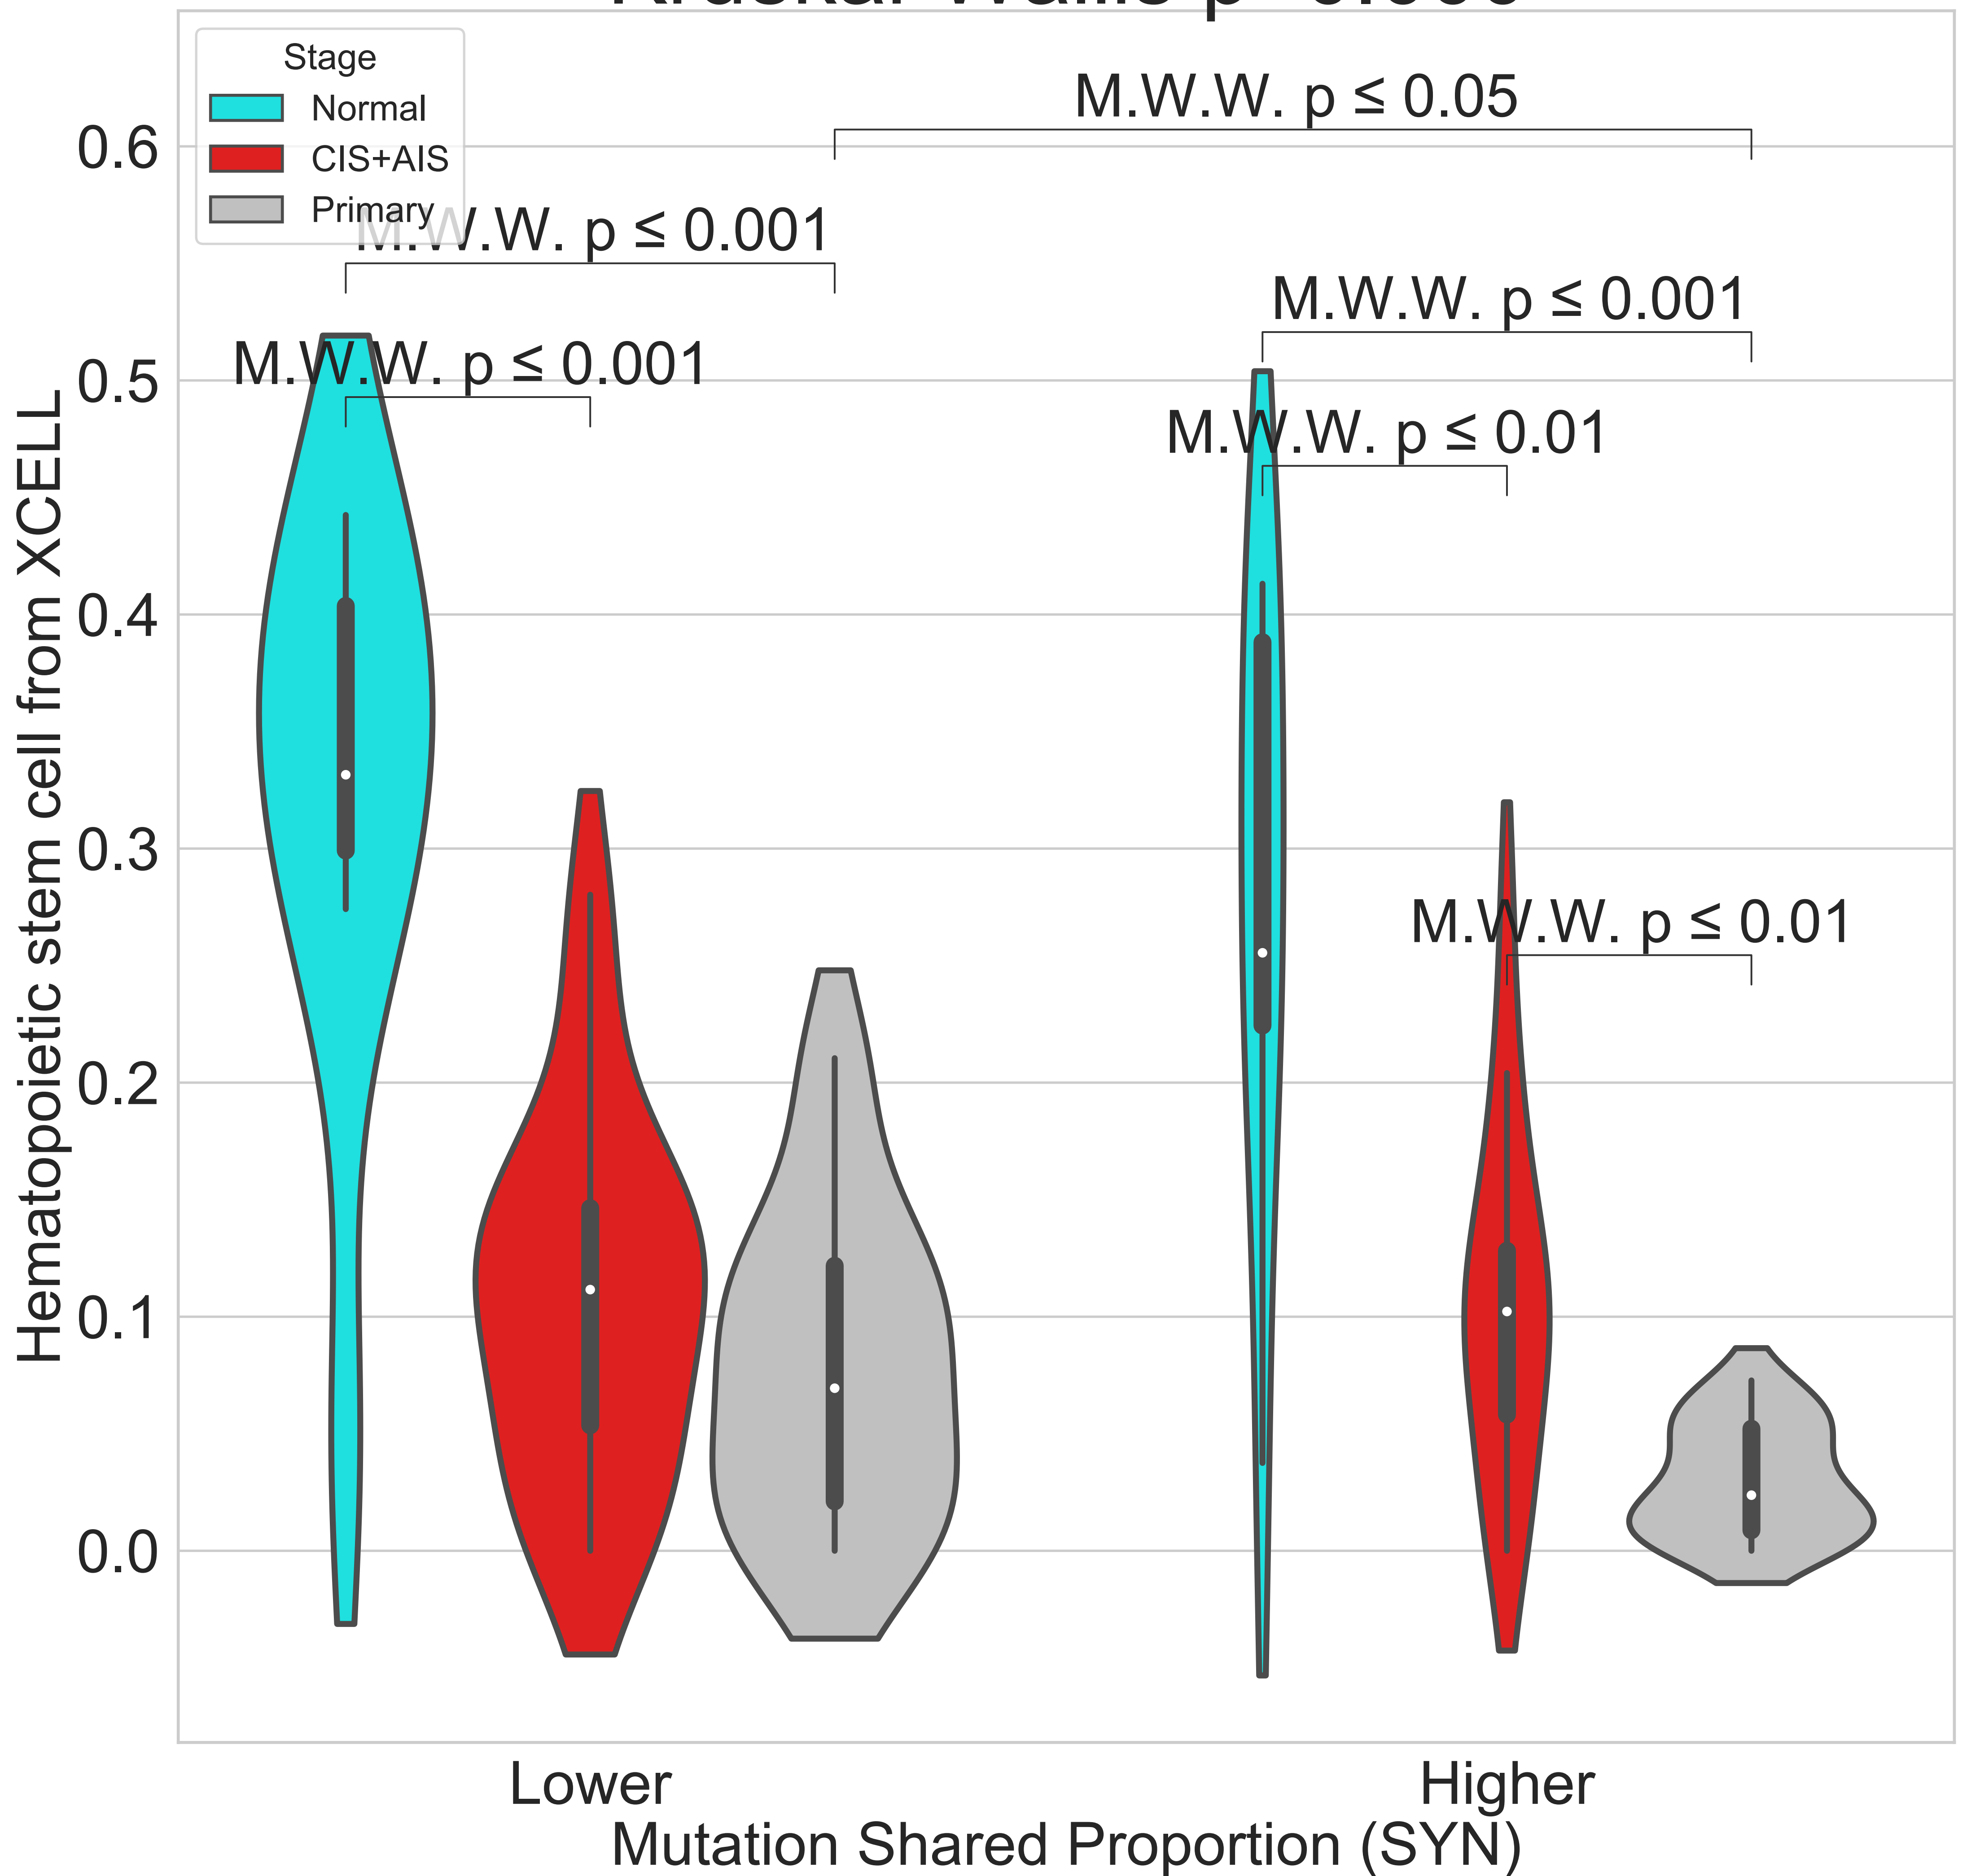 Stage
Normal
CIS+AIS
Primary
M.W.W. p ≤ 0.05
M.W.W. p ≤ 0.001
M.W.W. p ≤ 0.001
M.W.W. p ≤ 0.001
M.W.W. p ≤ 0.01
M.W.W. p ≤ 0.01
0.6
0.5
0.4
0.3
0.2
0.1
0.0
Hematopoietic stem cell from XCELL
Lower
Higher
Mutation Shared Proportion (SYN)